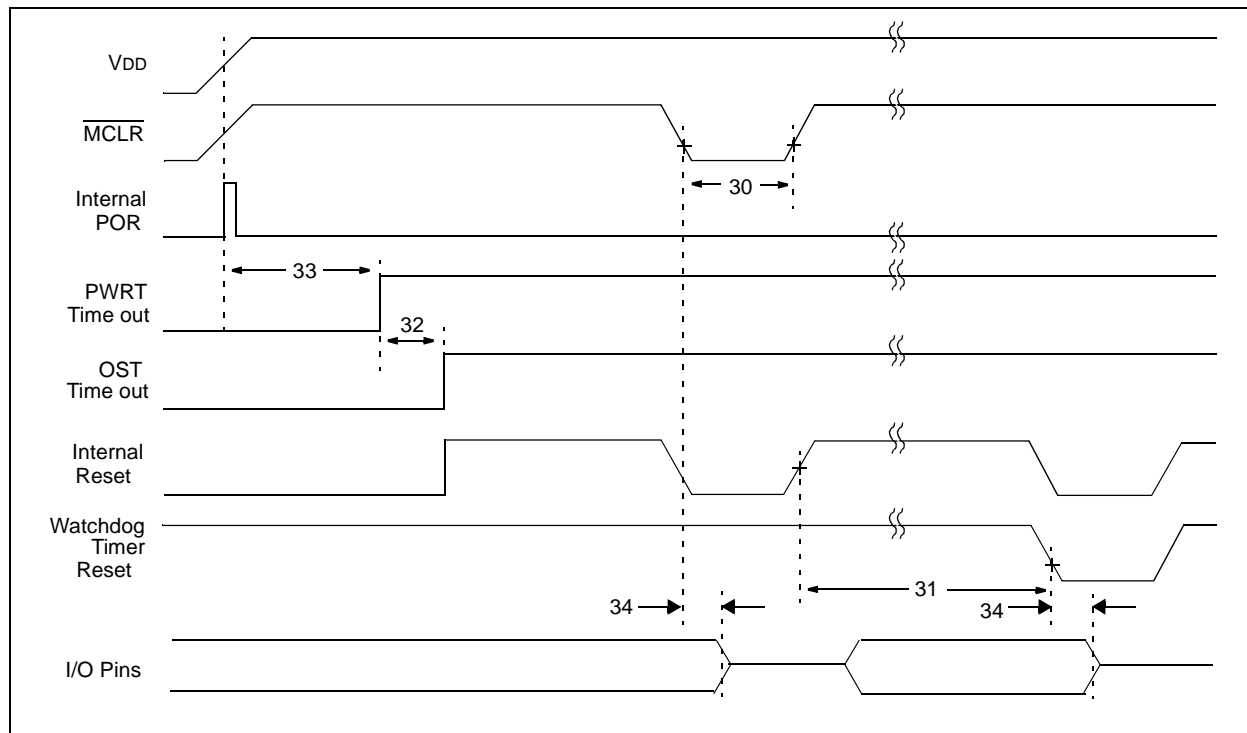 VDD
MCLR
Internal
POR
33
30
PWRT
Time out
32
OST
Time out
Internal
Reset
Watchdog
Timer
Reset
31
34
34
I/O Pins